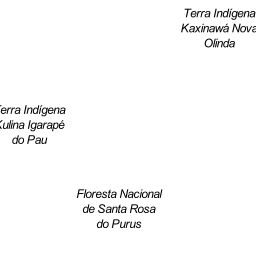 Terra Indígena
Kaxinawá Nova
Olinda
Terra Indígena
Kulina Igarapé
do Pau
Floresta Nacional
de Santa Rosa
do Purus